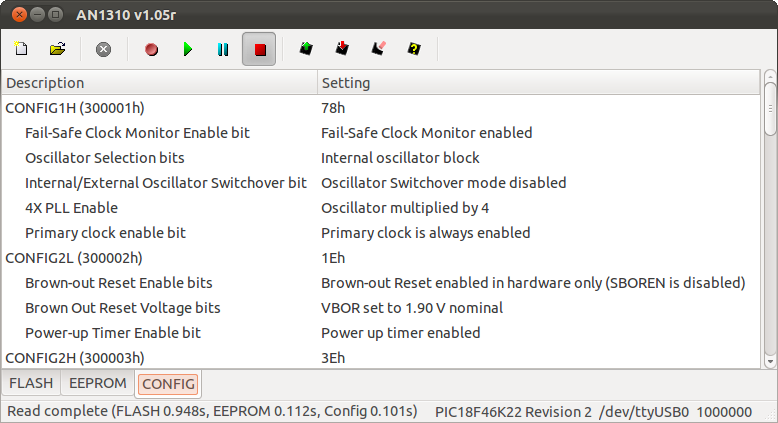 AN1310 v1.05r
Description Setting
CONFIG1H (300001h) 78h
Fail-Safe Clock Monitor Enable bit Fail-Safe Clock Monitor enabled
Oscillator Selection bits Internal oscillator block
Internal/External Oscillator Switchover bit Oscillator Switchover mode disabled
4X PLL Enable Oscillator multiplied by 4
Primary clock enable bit Primary clock is always enabled
CONFIG2L (300002h) 1Eh
Brown-out Reset Enable bits Brown-out Reset enabled in hardware only (SBOREN is disabled)
Brown Out Reset Voltage bits VBOR set to 1.90 V nominal
Power-up Timer Enable bit Power up timer enabled
CONFIG2H (300003h) 3Eh
FLASH EEPROM CONFIG
Read complete (FLASH 0.948s, EEPROM 0.112s, Config 0.101s) PIC18F46K22 Revision 2 /dev/ttyUSB0 1000000